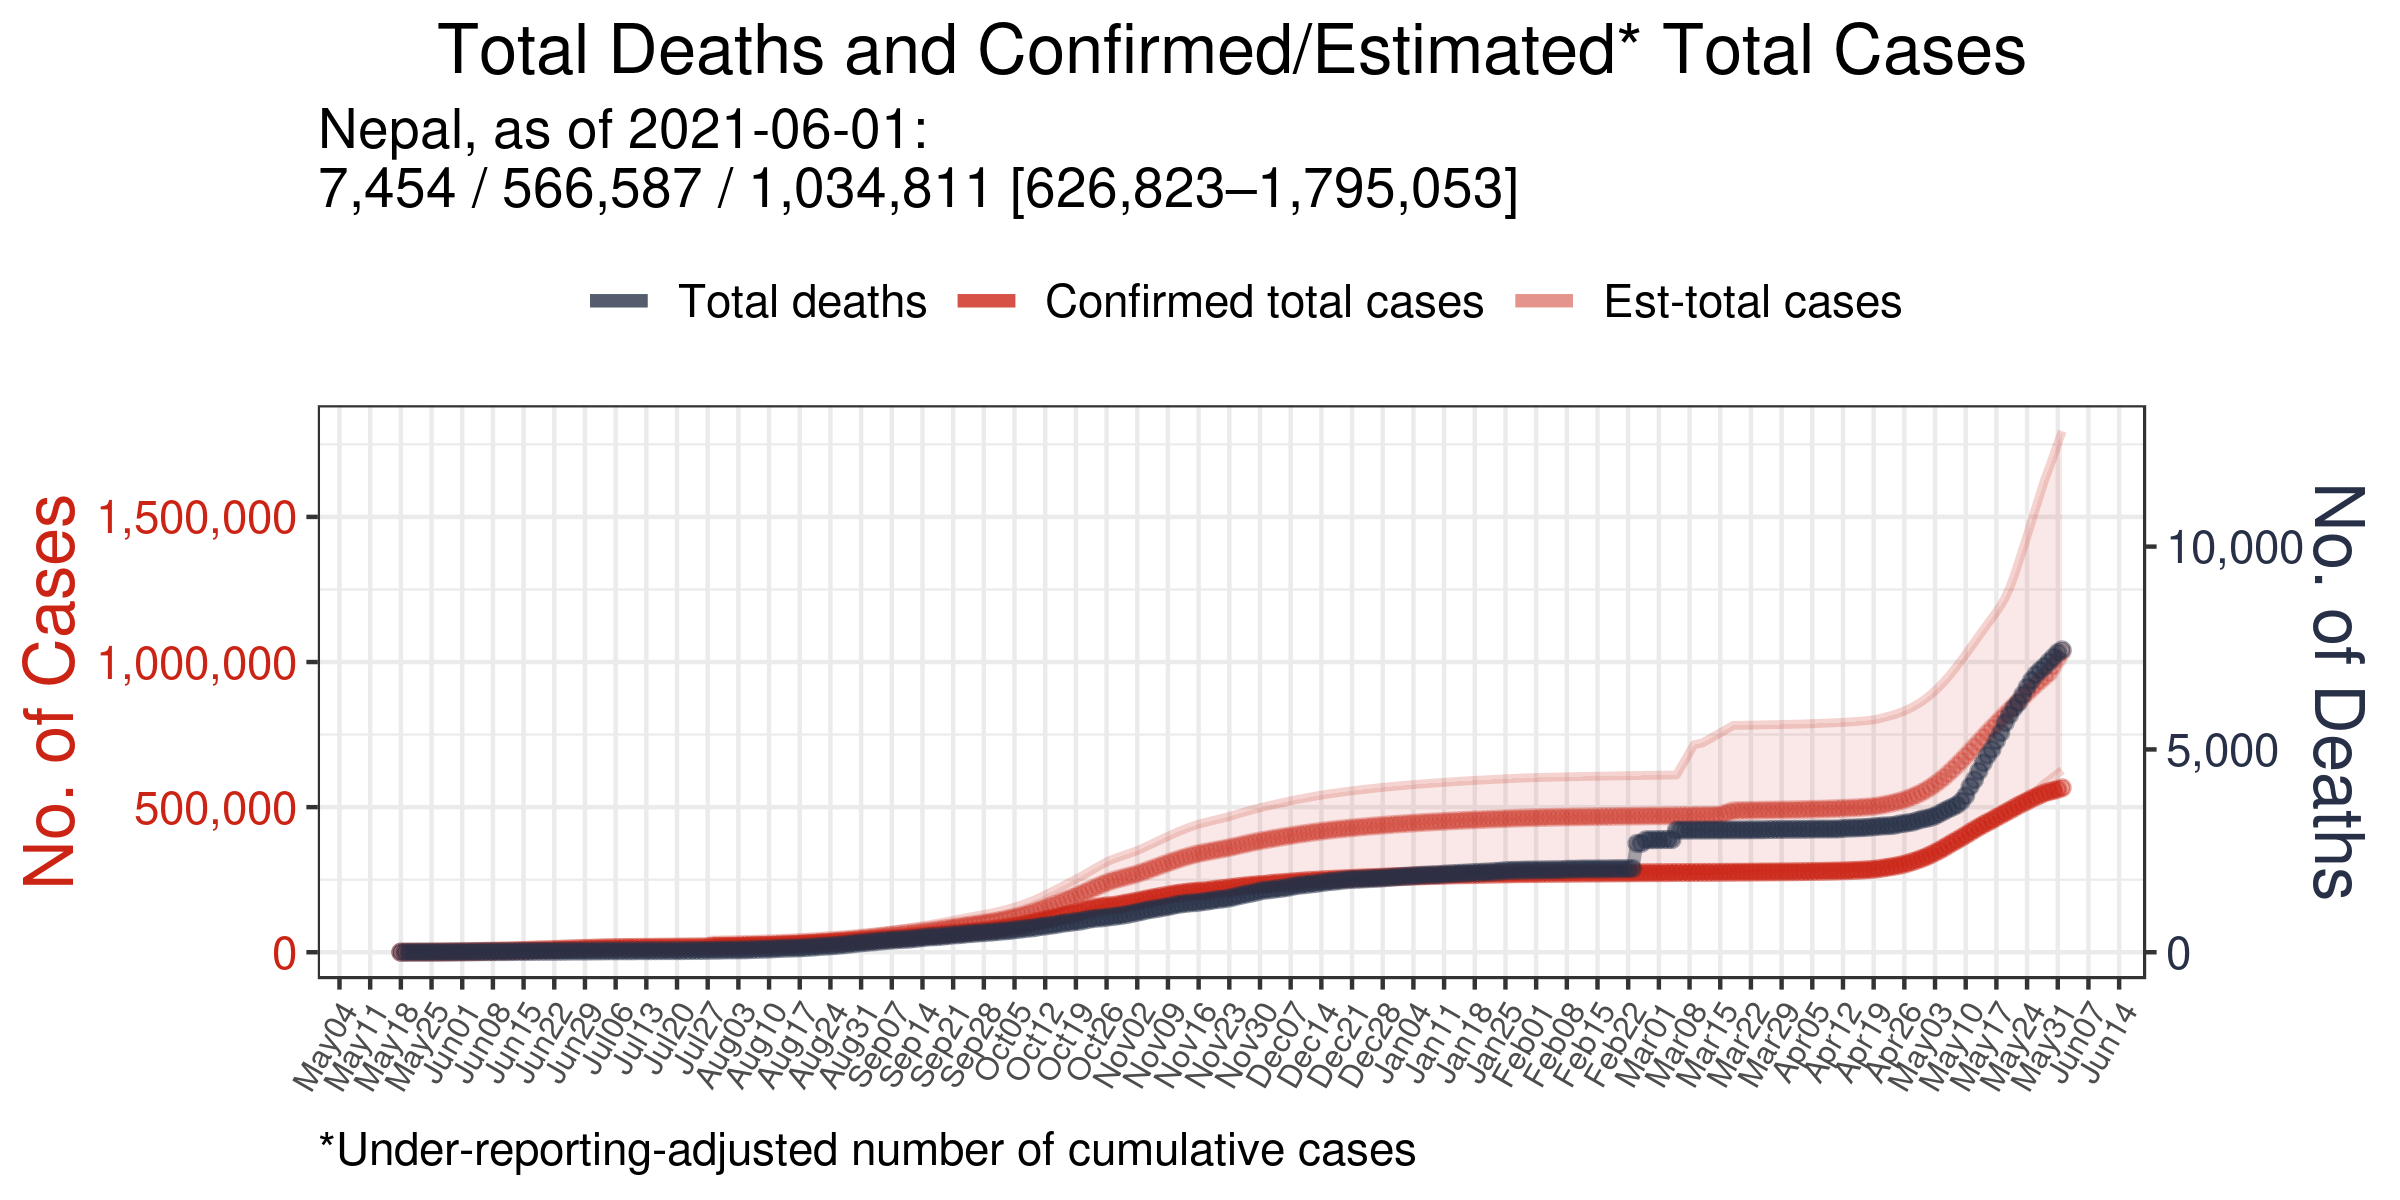 Total Deaths and Confirmed/Estimated* Total Cases
Nepal, as of 2021-06-01:
7,454 / 566,587 / 1,034,811 [626,823–1,795,053]
Total deaths
Confirmed total cases
Est-total cases
No. of Cases
1,500,000
1,000,000
500,000
0
10,000
5,000
0
No. of Deaths
May04
May11
May18
May25
Jun01
Jun08
Jun15
Jun22
Jun29
Jul06
Jul13
Jul20
Jul27
Aug03
Aug10
Aug17
Aug24
Aug31
Sep07
Sep14
Sep21
Sep28
Oct05
Oct12
Oct19
Oct26
Nov02
Nov09
Nov16
Nov23
Nov30
Dec07
Dec14
Dec21
Dec28
Jan04
Jan11
Jan18
Jan25
Feb01
Feb08
Feb15
Feb22
Mar01
Mar08
Mar15
Mar22
Mar29
Apr05
Apr12
Apr19
Apr26
May03
May10
May17
May24
May31
Jun07
Jun14
*Under-reporting-adjusted number of cumulative cases